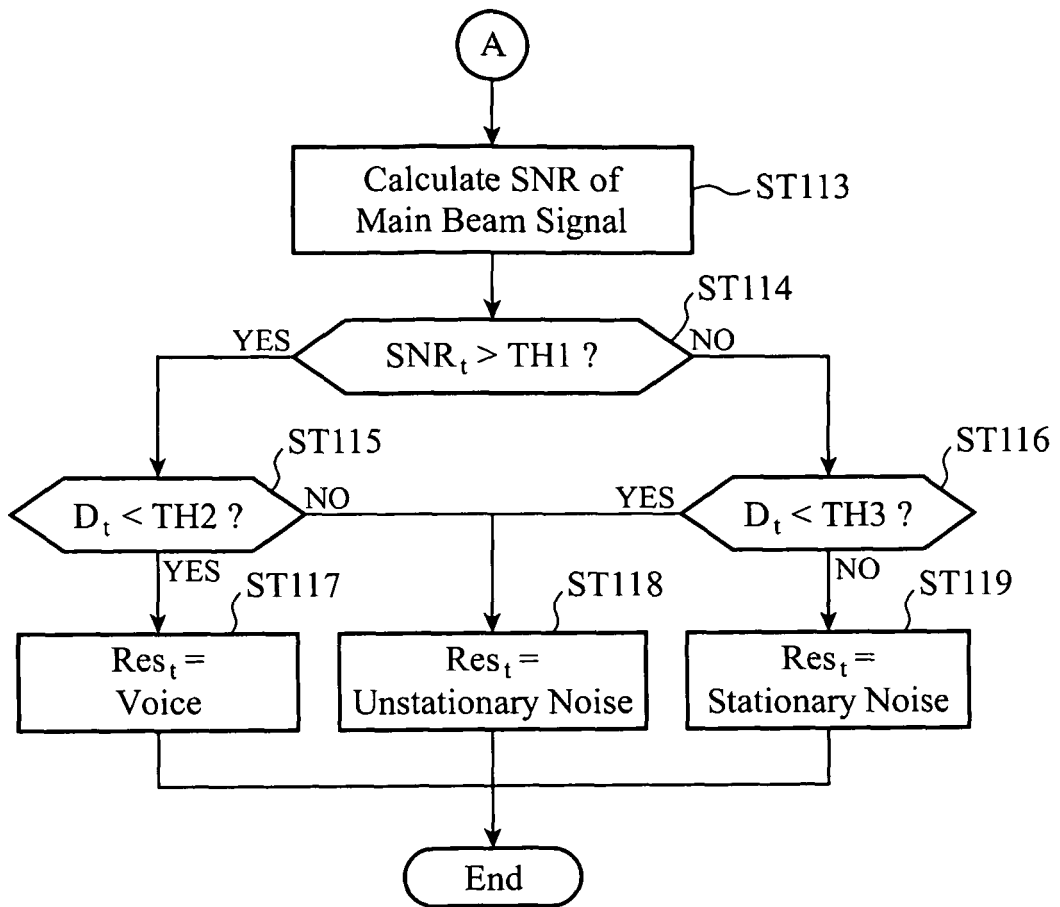 A
Calculate SNR of
Main Beam Signal
ST113
ST114
YES
SNRt > TH1 ?
NO
ST115
ST116
Dt < TH2 ?
NO
YES
Dt < TH3 ?
YES
NO
ST117
ST118
ST119
Rest =
Voice
Rest =
Unstationary Noise
Rest =
Stationary Noise
End